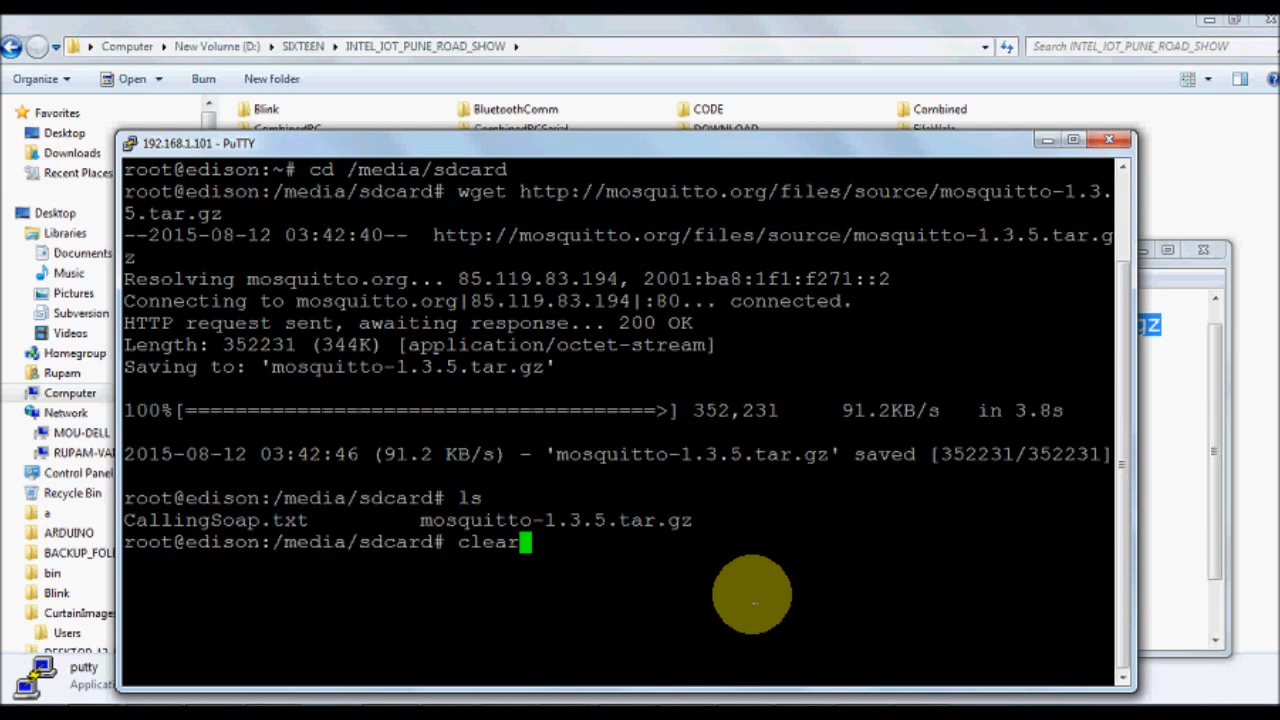 Computer ▸ New Volume (D:) ▸ SIXTEEN ▸ INTEL_IOT_PUNE_ROAD_SHOW ▸
Search INTEL_IOT_PUNE_ROAD_SHOW
Organize Open Burn New folder
Favorites
Desktop
Downloads
Recent Places
Desktop
Libraries
Documents
Music
Pictures
Subversion
Videos
Homegroup
Rupam
Computer
Network
MOU-DELL
RUPAM-VAI
Control Panel
Recycle Bin
a
ARDUINO
BACKUP_FOL
bin
Blink
CurtainImage
Users
putty
Applicati
Blink BluetoothComm CODE Combined
192.168.1.101 - PuTTY
root@edison:~# cd /media/sdcard
root@edison:/media/sdcard# wget http://mosquitto.org/files/source/mosquitto-1.3.
5.tar.gz
--2015-08-12 03:42:40-- http://mosquitto.org/files/source/mosquitto-1.3.5.tar.g
z
Resolving mosquitto.org... 85.119.83.194, 2001:ba8:1f1:f271::2
Connecting to mosquitto.org|85.119.83.194|:80... connected.
HTTP request sent, awaiting response... 200 OK
Length: 352231 (344K) [application/octet-stream]
Saving to: 'mosquitto-1.3.5.tar.gz'
100%[======================================>] 352,231 91.2KB/s in 3.8s
2015-08-12 03:42:46 (91.2 KB/s) - 'mosquitto-1.3.5.tar.gz' saved [352231/352231]
root@edison:/media/sdcard# ls
CallingSoap.txt mosquitto-1.3.5.tar.gz
root@edison:/media/sdcard# clear
gz